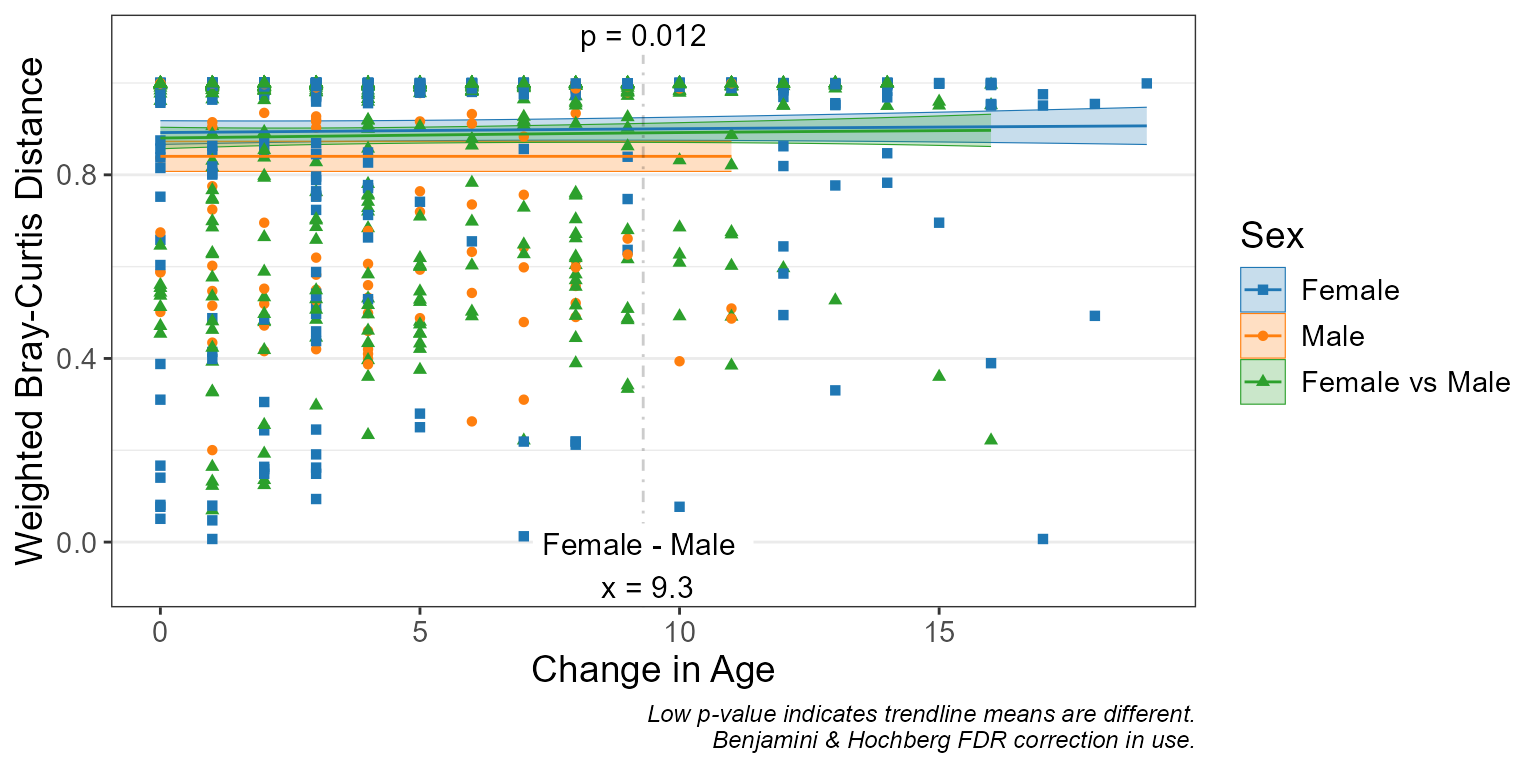 p = 0.012
Weighted Bray-Curtis Distance
0.8
0.4
0.0
Female - Male
x = 9.3
0
5
10
15
Change in Age
Sex
Female
Male
Female vs Male
Low p-value indicates trendline means are different.
Benjamini & Hochberg FDR correction in use.